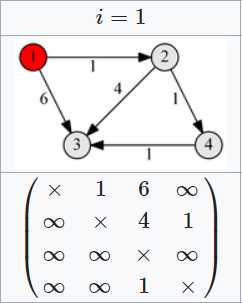 i = 1
1 1 2
6 4 1
3 1 4
× 1 6 ∞
∞ × 4 1
∞ ∞ × ∞
∞ ∞ 1 ×